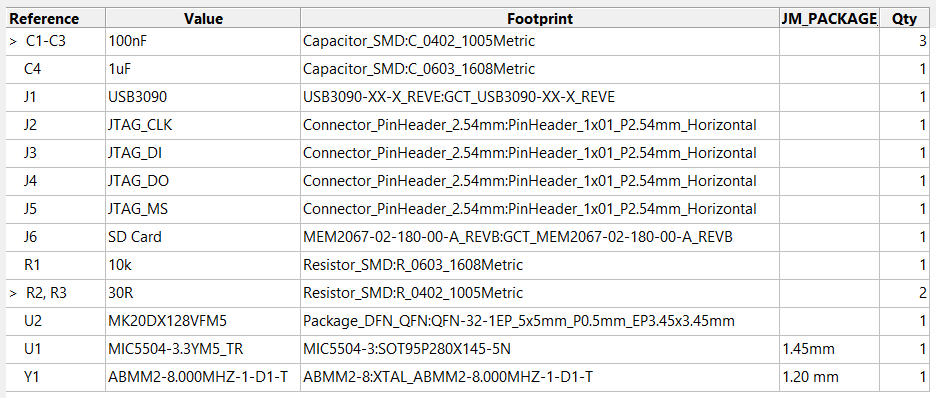 Reference Value Footprint JM_PACKAGE_ Qty
> C1-C3 100nF Capacitor_SMD:C_0402_1005Metric 3
C4 1uF Capacitor_SMD:C_0603_1608Metric 1
J1 USB3090 USB3090-XX-X_REVE:GCT_USB3090-XX-X_REVE 1
J2 JTAG_CLK Connector_PinHeader_2.54mm:PinHeader_1x01_P2.54mm_Horizontal 1
J3 JTAG_DI Connector_PinHeader_2.54mm:PinHeader_1x01_P2.54mm_Horizontal 1
J4 JTAG_DO Connector_PinHeader_2.54mm:PinHeader_1x01_P2.54mm_Horizontal 1
J5 JTAG_MS Connector_PinHeader_2.54mm:PinHeader_1x01_P2.54mm_Horizontal 1
J6 SD Card MEM2067-02-180-00-A_REVB:GCT_MEM2067-02-180-00-A_REVB 1
R1 10k Resistor_SMD:R_0603_1608Metric 1
> R2, R3 30R Resistor_SMD:R_0402_1005Metric 2
U2 MK20DX128VFM5 Package_DFN_QFN:QFN-32-1EP_5x5mm_P0.5mm_EP3.45x3.45mm 1
U1 MIC5504-3.3YM5_TR MIC5504-3:SOT95P280X145-5N 1.45mm 1
Y1 ABMM2-8.000MHZ-1-D1-T ABMM2-8:XTAL_ABMM2-8.000MHZ-1-D1-T 1.20 mm 1